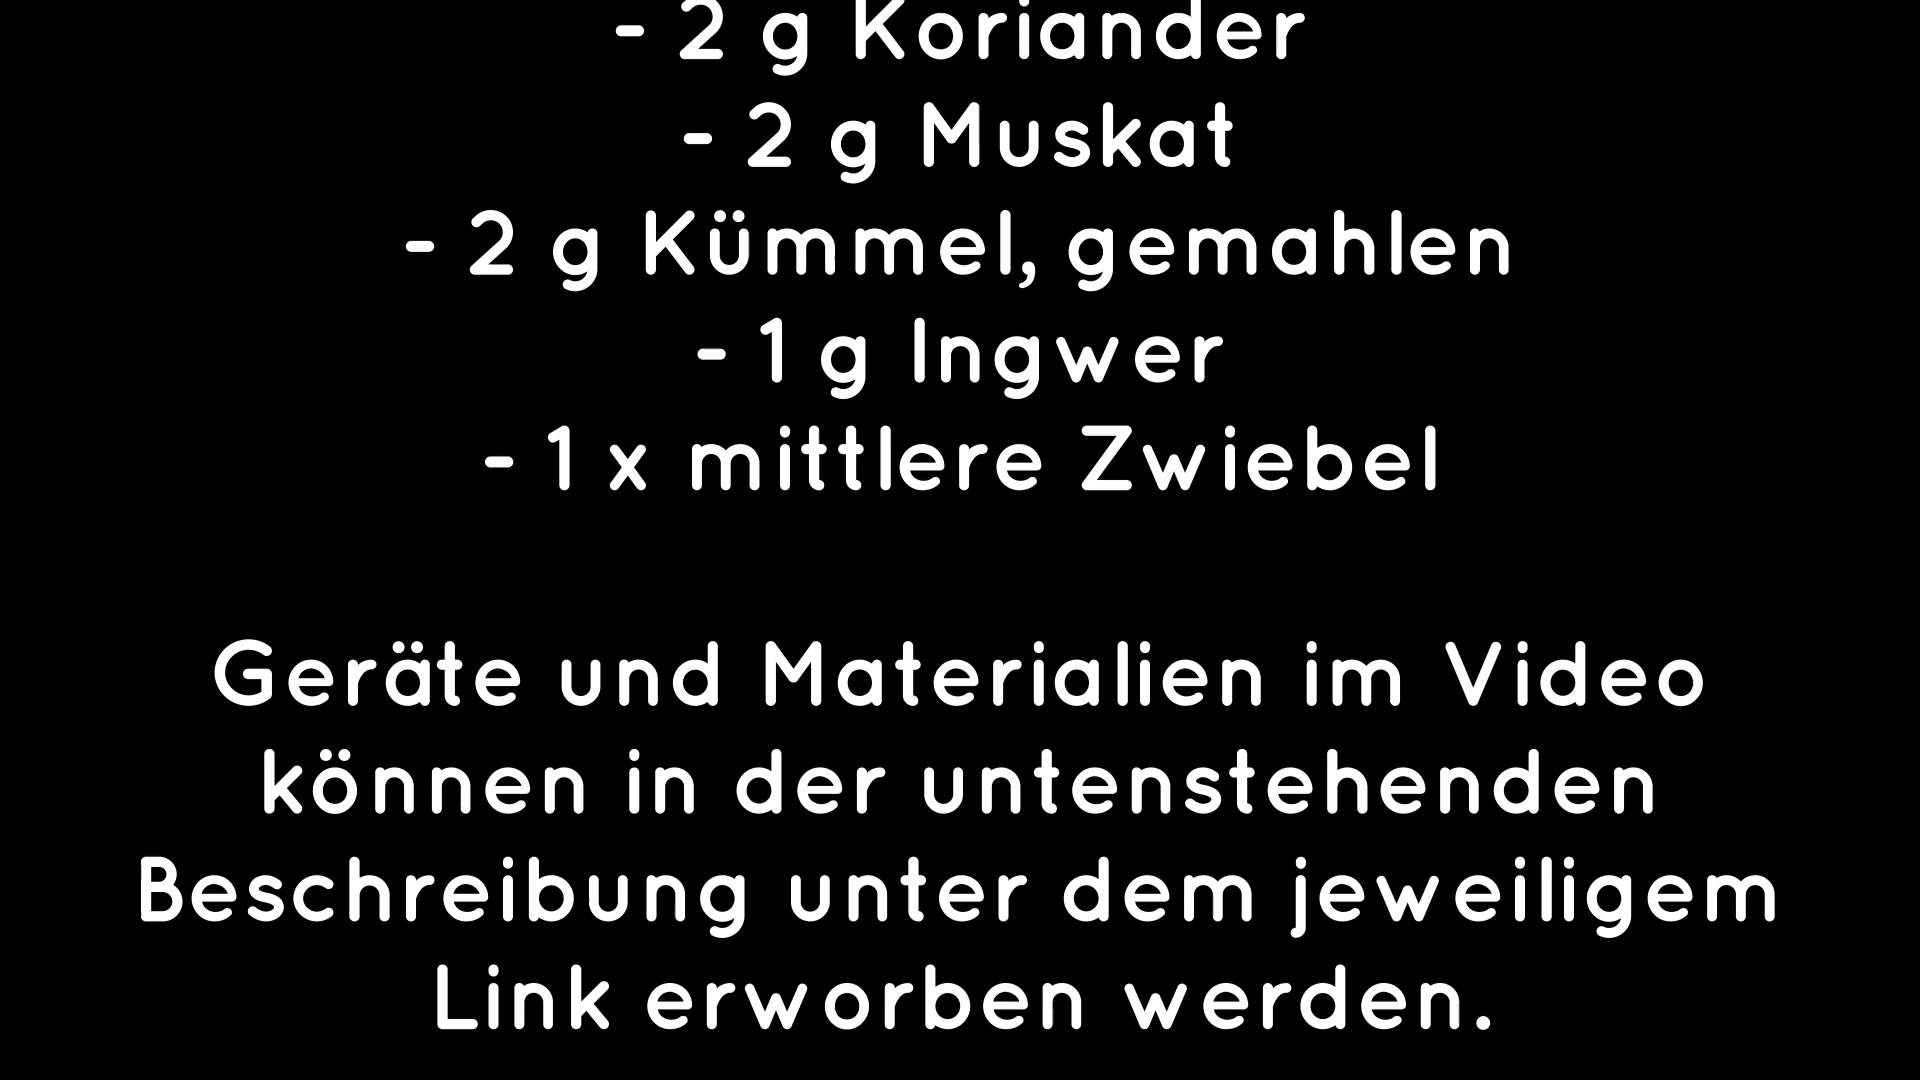 - 2 g Koriander
- 2 g Muskat
- 2 g Kümmel, gemahlen
- 1 g Ingwer
- 1 x mittlere Zwiebel
Geräte und Materialien im Video
können in der untenstehenden
Beschreibung unter dem jeweiligem
Link erworben werden.